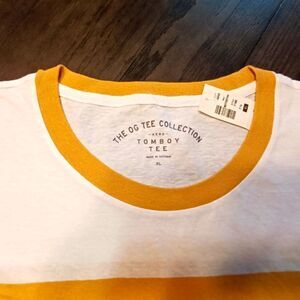 THE OG TEE COLLECTION
AERO
TOMBOY
TEE
MADE IN VIETNAM
XL